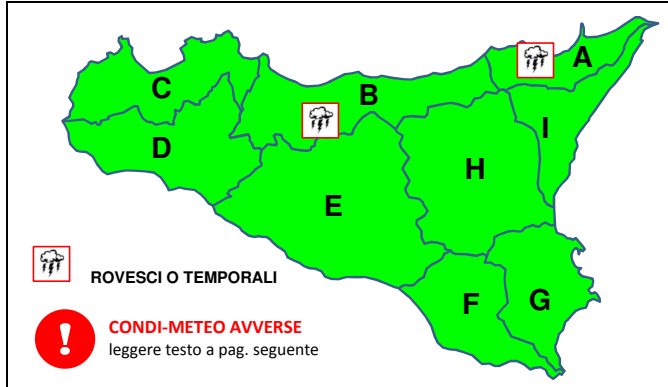 A
C
B
I
D
H
E
ROVESCI O TEMPORALI
F
G
!
CONDI-METEO AVVERSE
leggere testo a pag. seguente